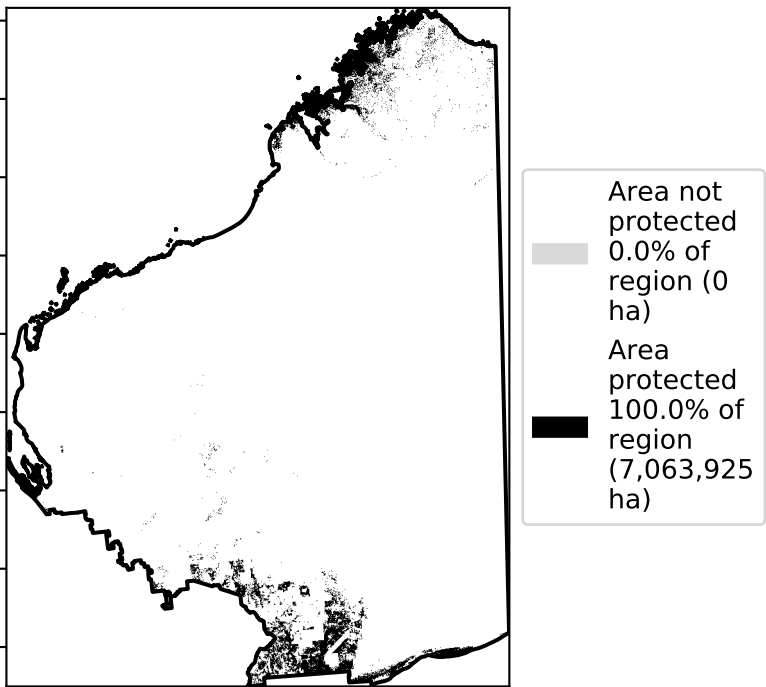 Area not
protected
0.0% of
region (0
ha)
Area
protected
100.0% of
region
(7,063,925
ha)